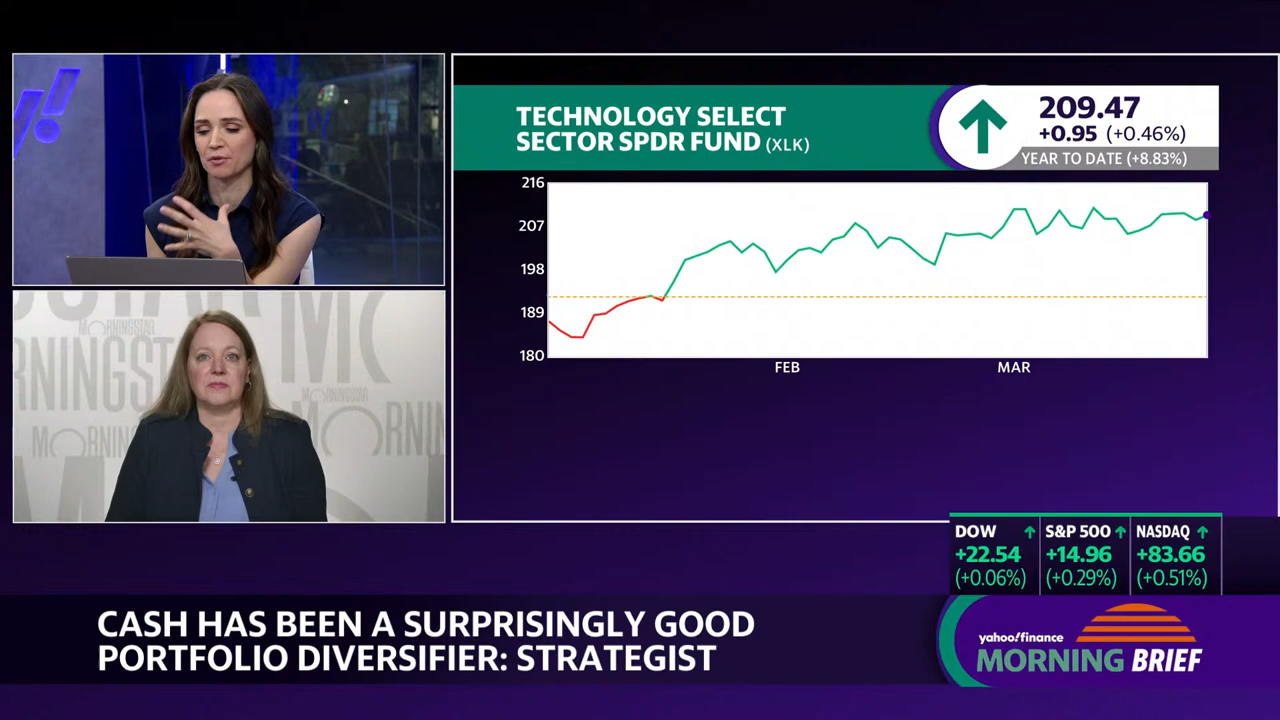 TECHNOLOGY SELECT
SECTOR SPDR FUND (XLK)
209.47
+0.95 (+0.46%)
YEAR TO DATE (+8.83%)
216
207
198
189
180
FEB
MAR
MORNINGSTAR
MORNINGSTAR
DOW
+22.54
(+0.06%)
S&P 500
+14.96
(+0.29%)
NASDAQ
+83.66
(+0.51%)
CASH HAS BEEN A SURPRISINGLY GOOD
PORTFOLIO DIVERSIFIER: STRATEGIST
yahoo!finance
MORNING BRIEF